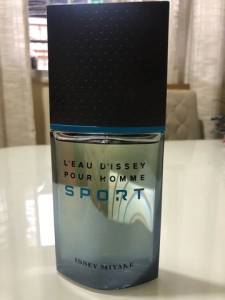 L'EAU D'ISSEY
POUR HOMME
SPORT
ISSEY MIYAKE